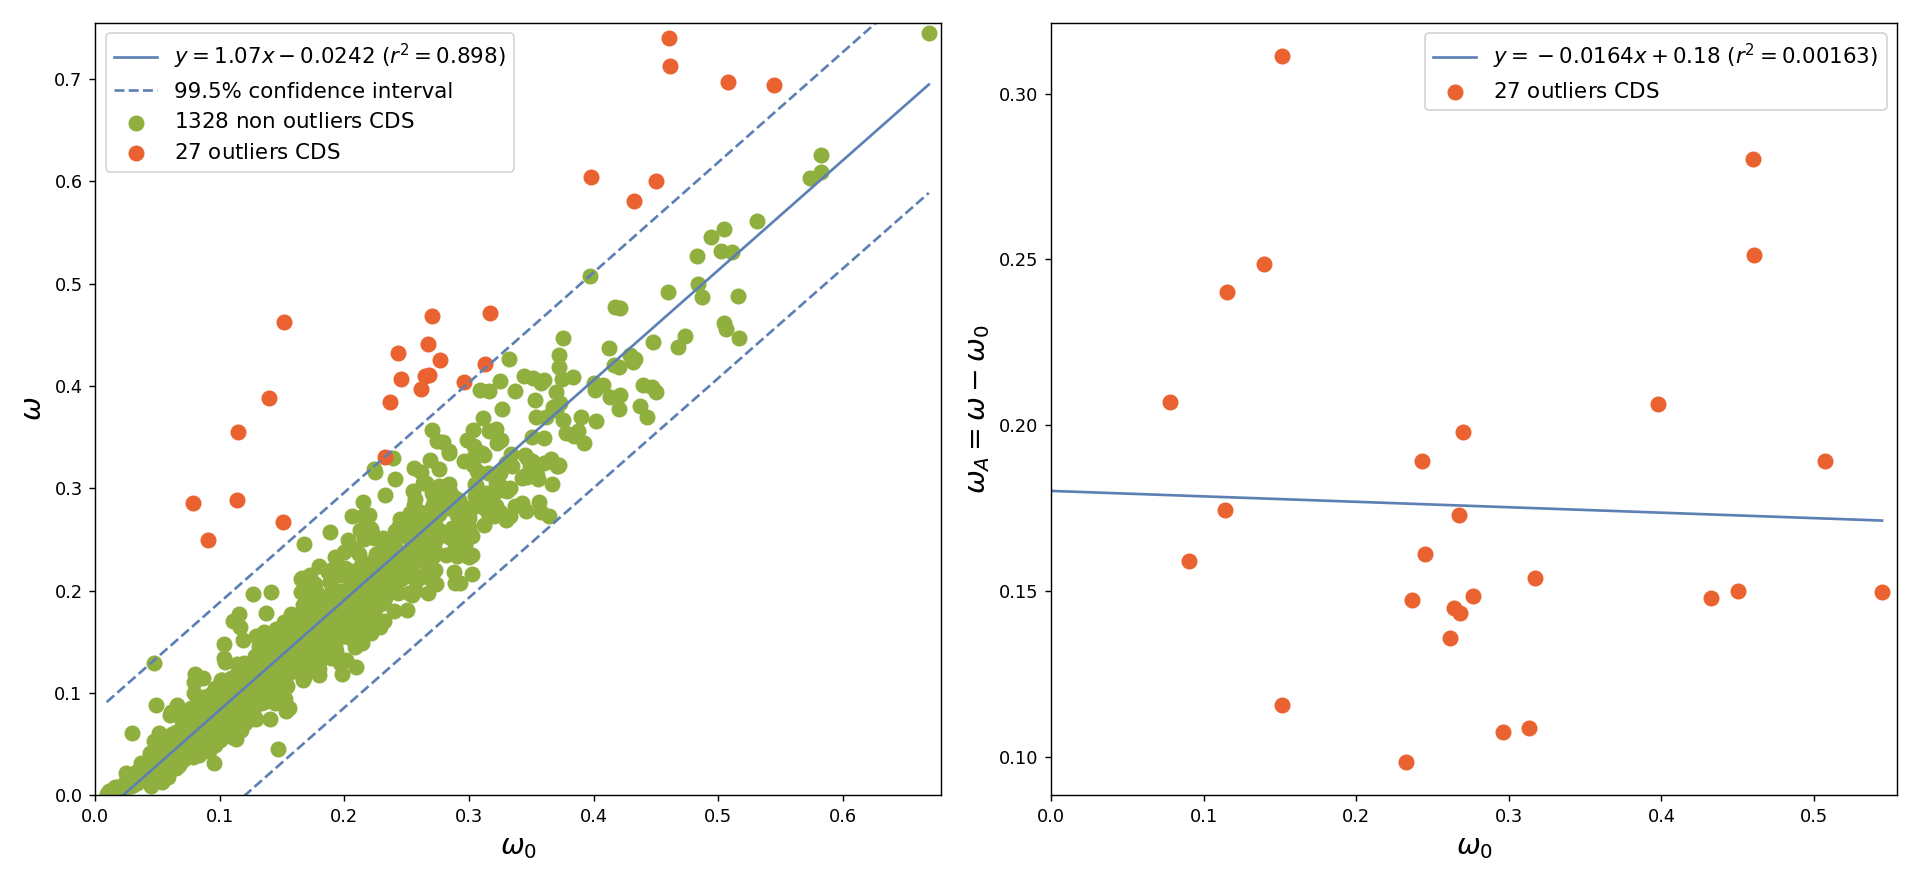 y = 1.07x − 0.0242 (r² = 0.898)
99.5% confidence interval
1328 non outliers CDS
27 outliers CDS
0.7
0.6
0.5
0.4
0.3
0.2
0.1
0.0
ω
0.0 0.1 0.2 0.3 0.4 0.5 0.6
ω₀
y = −0.0164x + 0.18 (r² = 0.00163)
27 outliers CDS
0.30
0.25
0.20
0.15
0.10
ω_A = ω − ω₀
0.0 0.1 0.2 0.3 0.4 0.5
ω₀